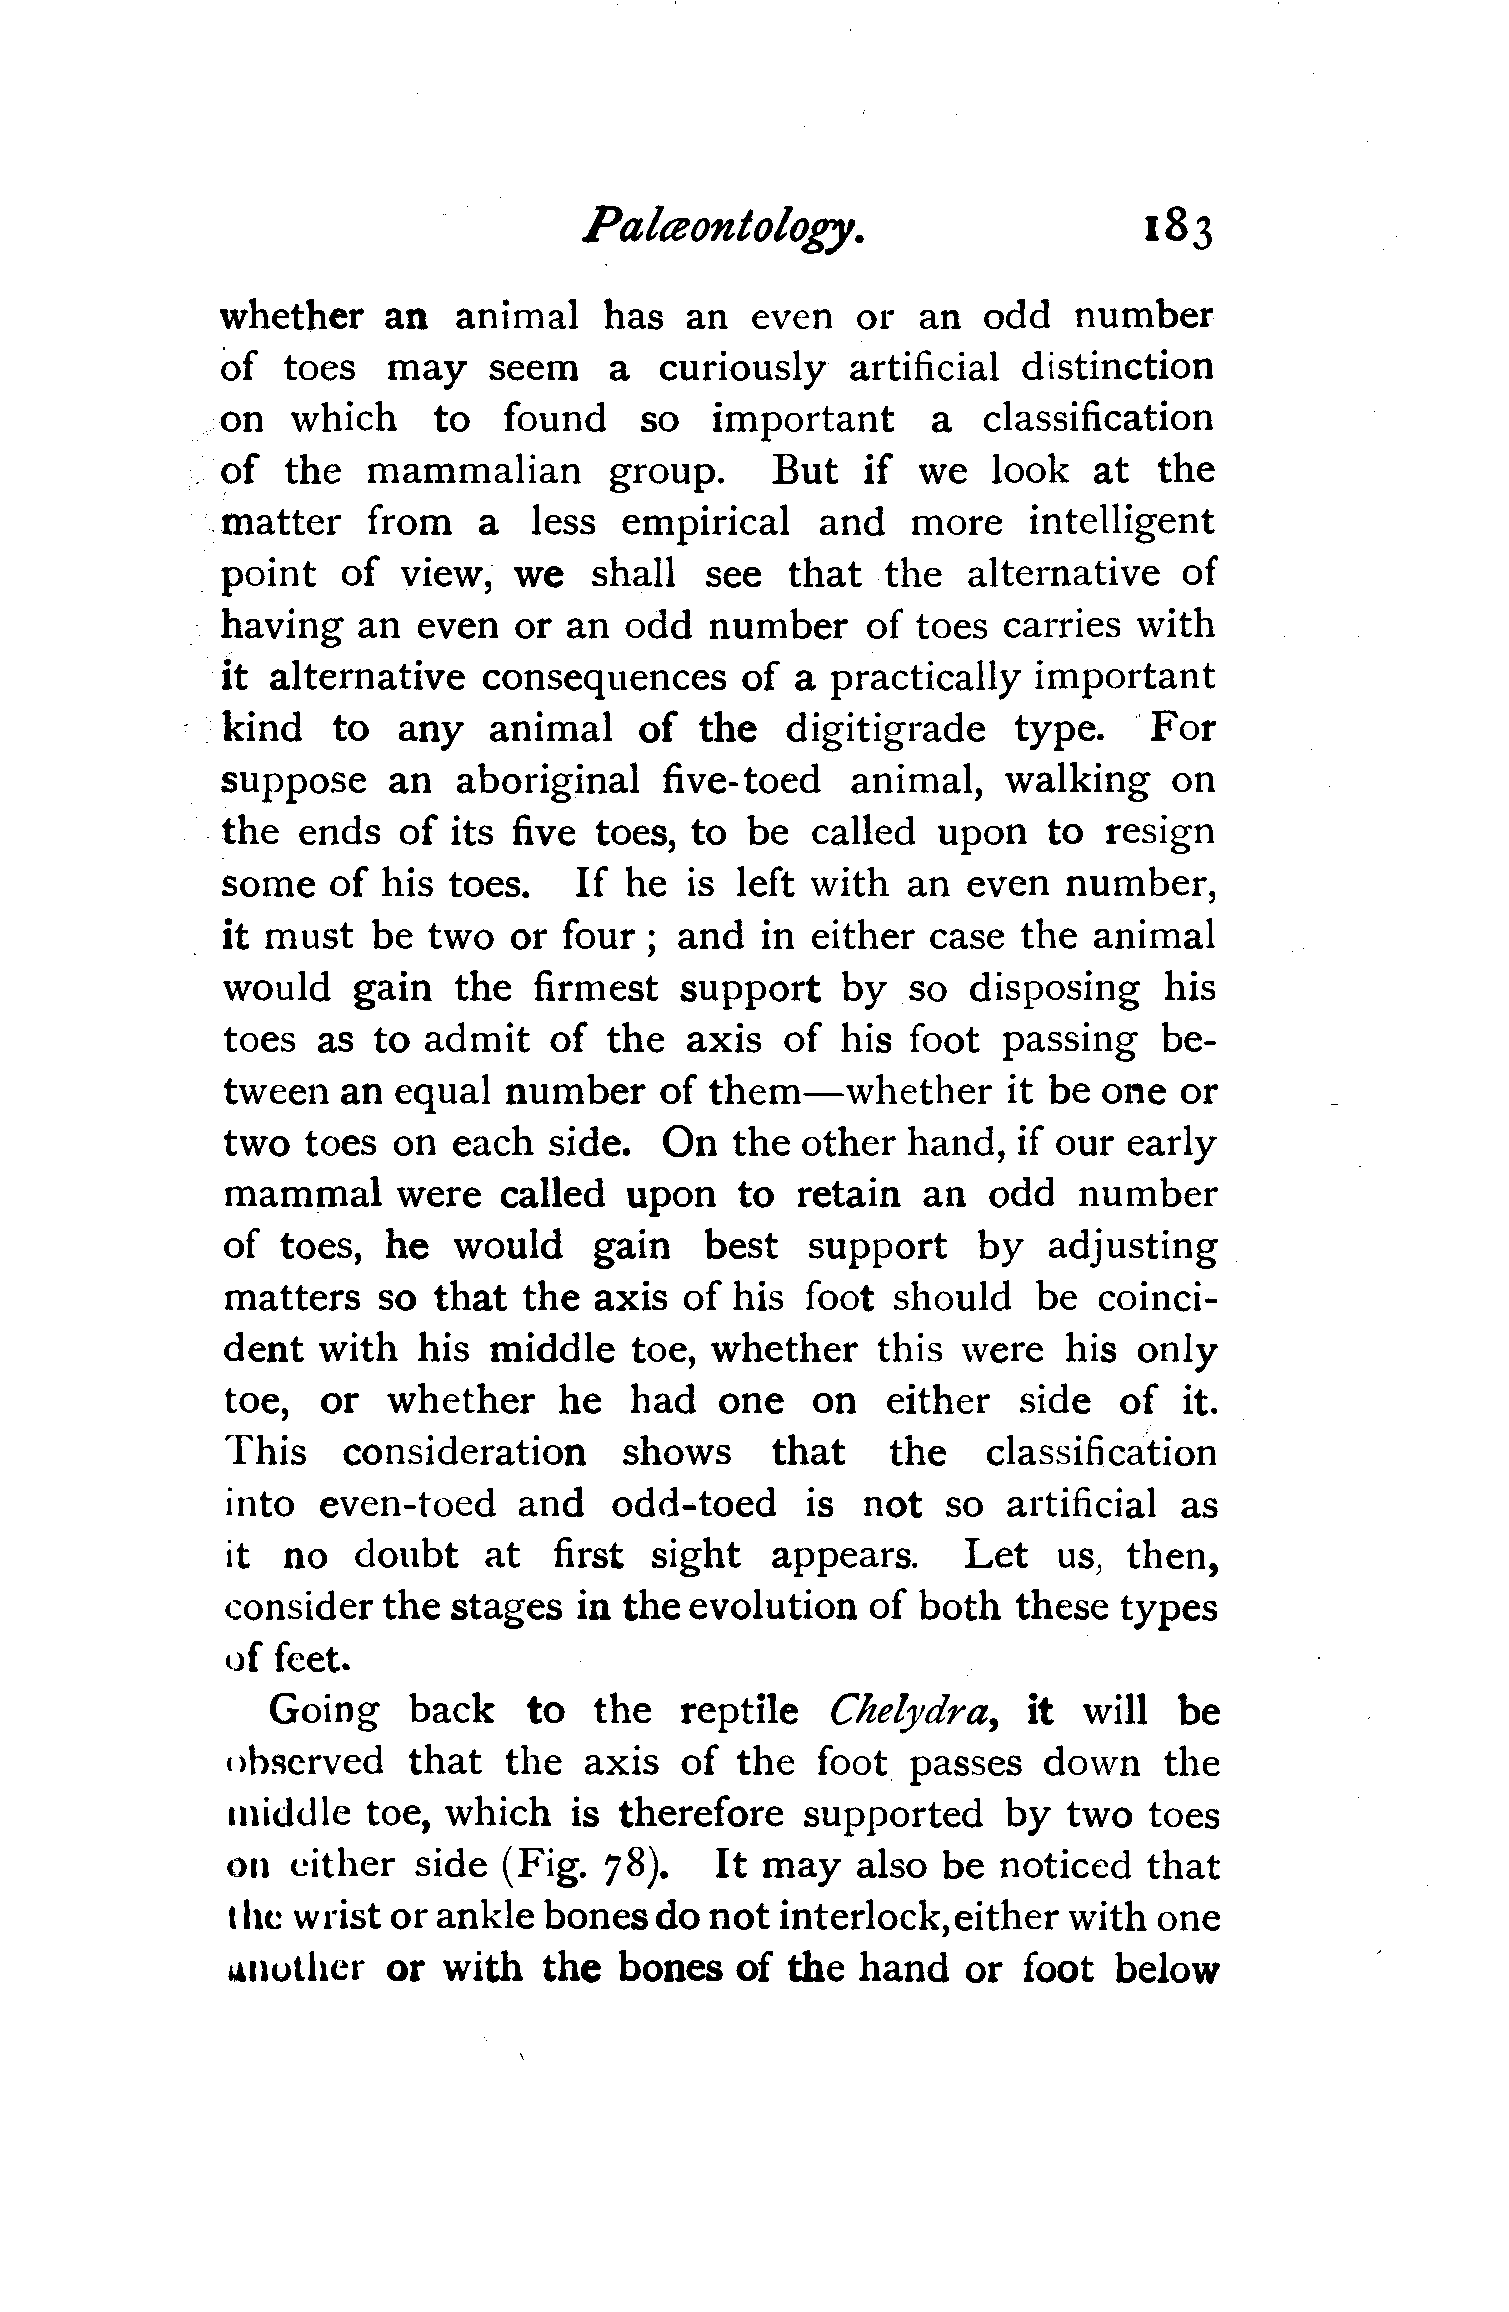 Palæontology. 183
whether an animal has an even or an odd number
of toes may seem a curiously artificial distinction
on which to found so important a classification
of the mammalian group. But if we look at the
matter from a less empirical and more intelligent
point of view, we shall see that the alternative of
having an even or an odd number of toes carries with
it alternative consequences of a practically important
kind to any animal of the digitigrade type. For
suppose an aboriginal five-toed animal, walking on
the ends of its five toes, to be called upon to resign
some of his toes. If he is left with an even number,
it must be two or four ; and in either case the animal
would gain the firmest support by so disposing his
toes as to admit of the axis of his foot passing be-
tween an equal number of them—whether it be one or
two toes on each side. On the other hand, if our early
mammal were called upon to retain an odd number
of toes, he would gain best support by adjusting
matters so that the axis of his foot should be coinci-
dent with his middle toe, whether this were his only
toe, or whether he had one on either side of it.
This consideration shows that the classification
into even-toed and odd-toed is not so artificial as
it no doubt at first sight appears. Let us, then,
consider the stages in the evolution of both these types
of feet.
Going back to the reptile Chelydra, it will be
observed that the axis of the foot passes down the
middle toe, which is therefore supported by two toes
on either side (Fig. 78). It may also be noticed that
the wrist or ankle bones do not interlock, either with one
another or with the bones of the hand or foot below